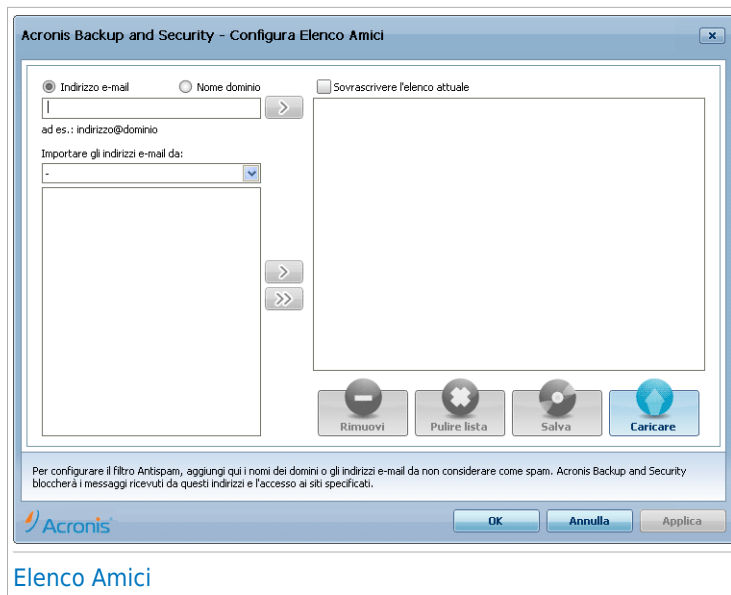 Acronis Backup and Security - Configura Elenco Amici
Indirizzo e-mail
Nome dominio
Sovrascrivere l'elenco attuale
ad es.: indirizzo@dominio
Importare gli indirizzi e-mail da:
-
Rimuovi
Pulire lista
Salva
Caricare
Per configurare il filtro Antispam, aggiungi qui i nomi dei domini o gli indirizzi e-mail da non considerare come spam. Acronis Backup and Security
bloccherà i messaggi ricevuti da questi indirizzi e l'accesso ai siti specificati.
Acronis
OK
Annulla
Applica
Elenco Amici